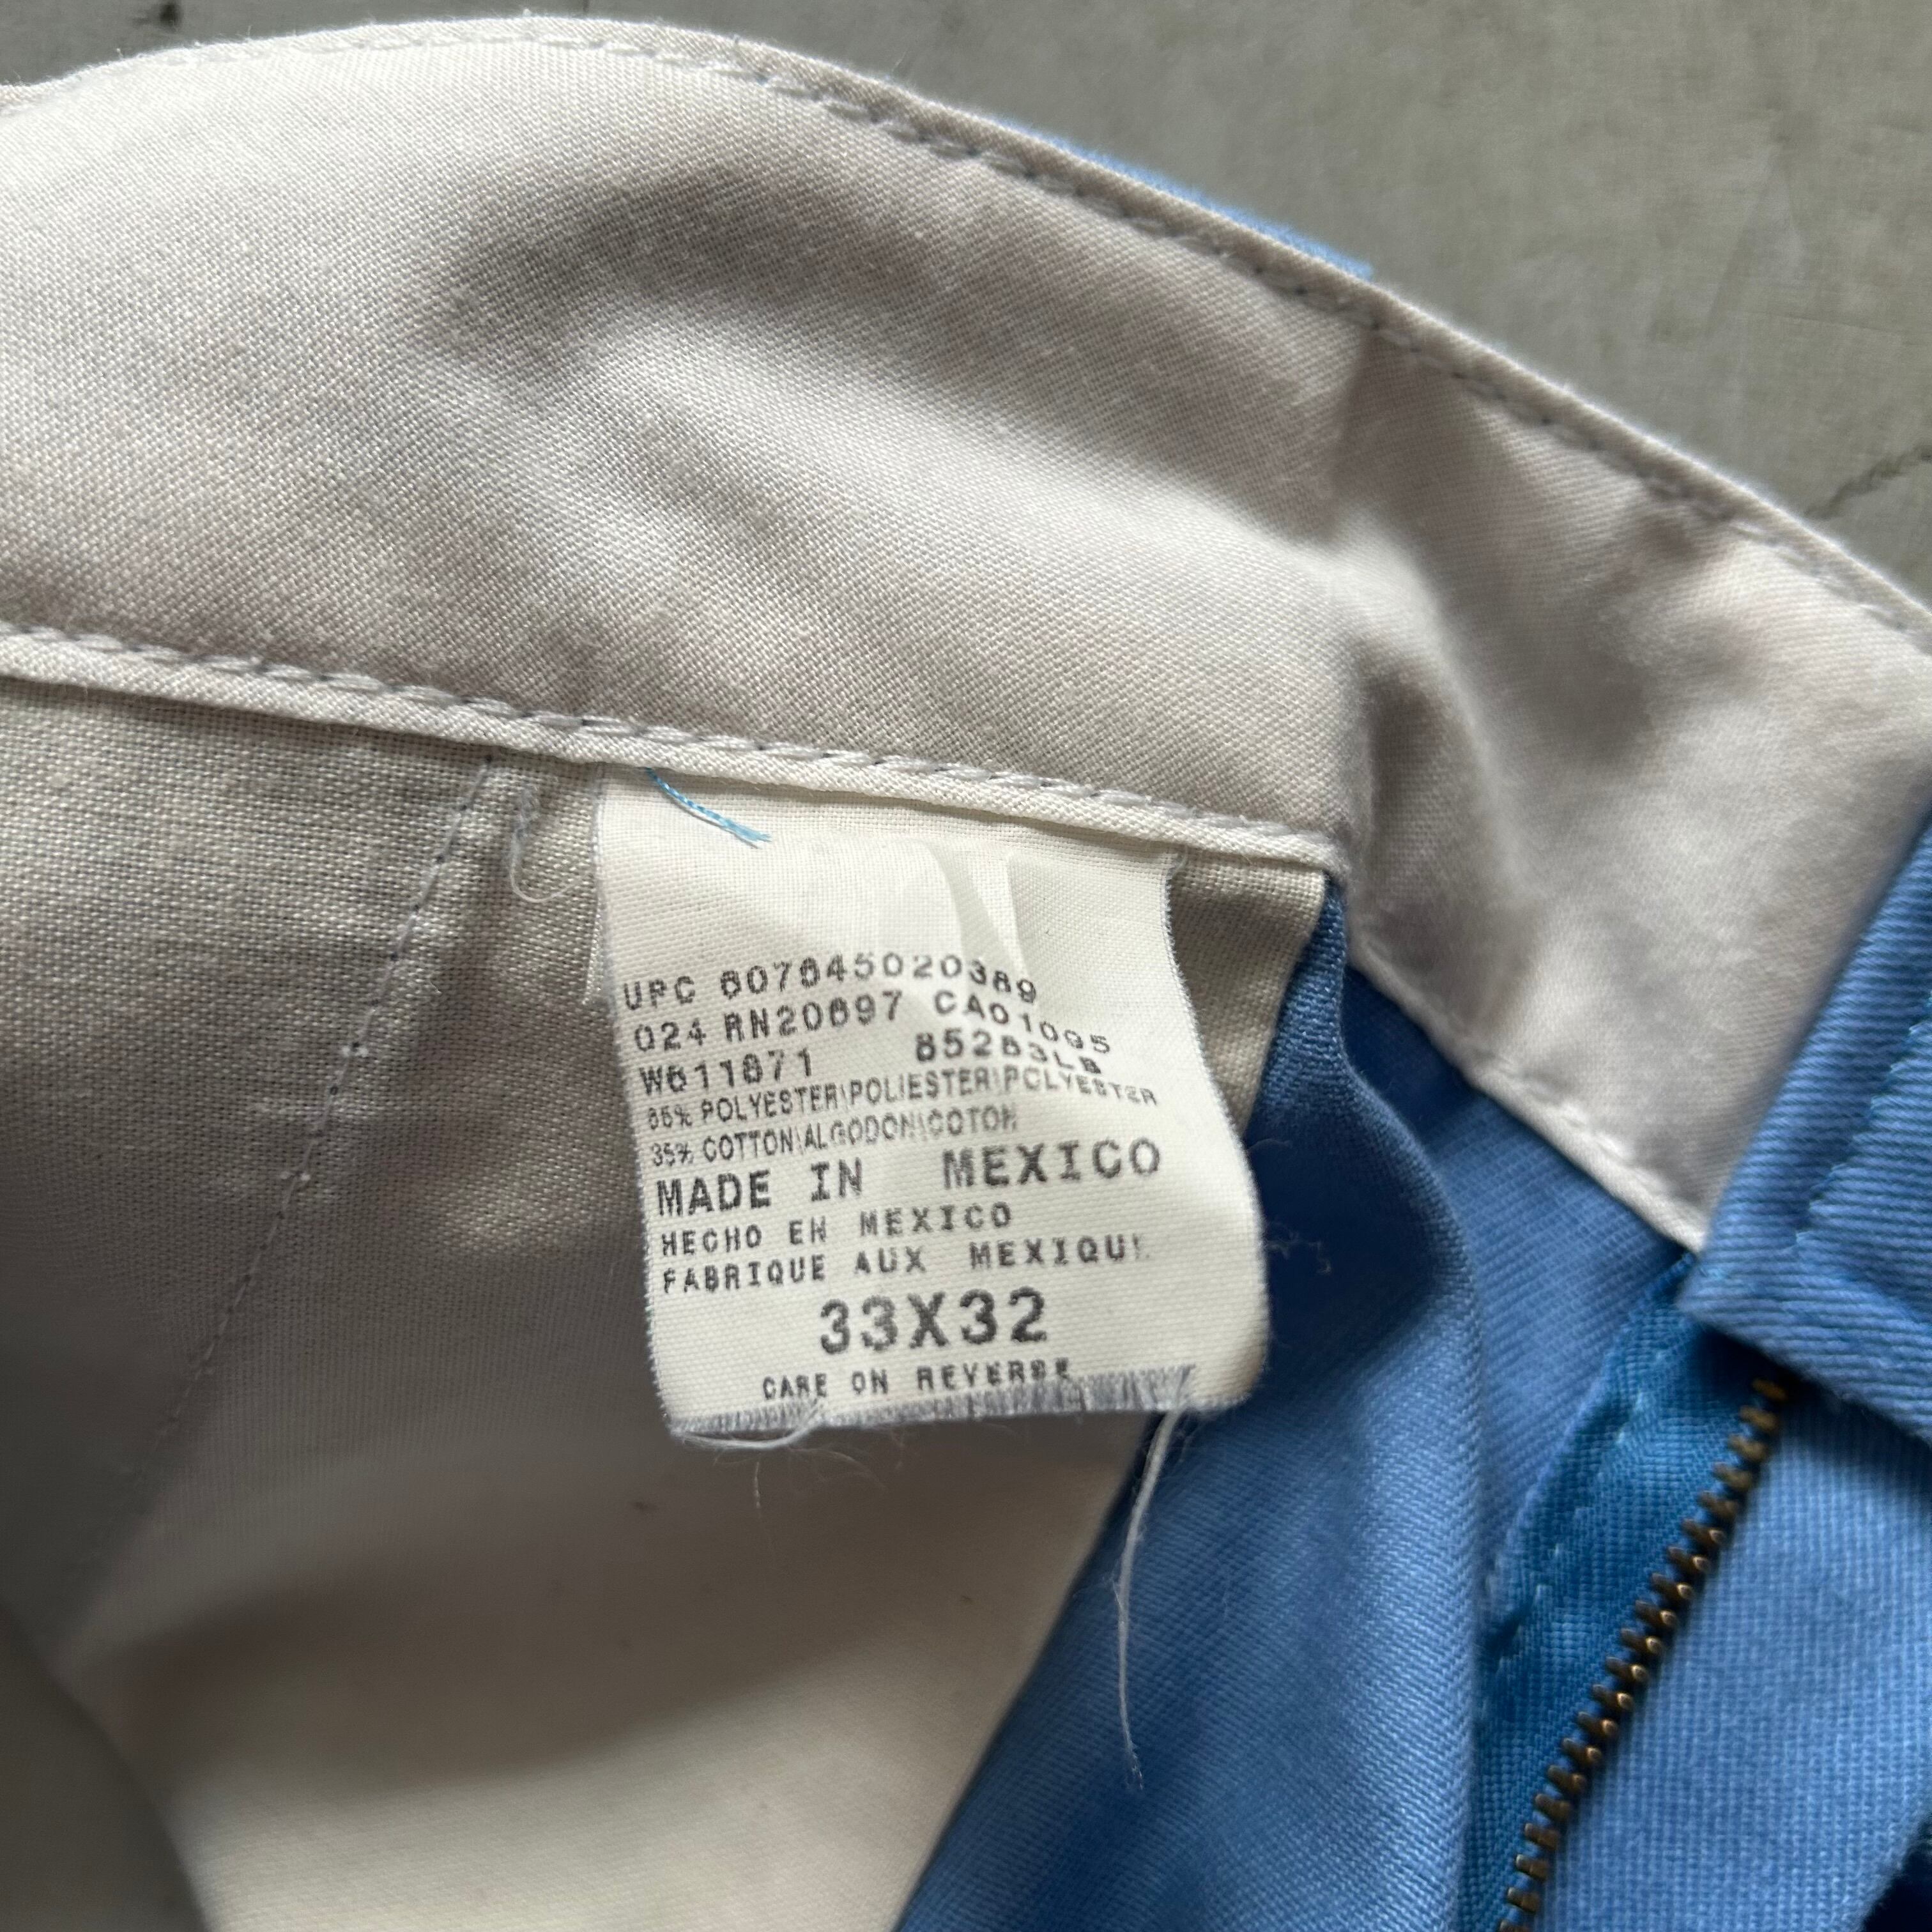 UPC 607645020389
024 RN20697 CA01095
W611871 85283LB
65% POLYESTER\POLIESTER\POLYESTER
35% COTTON\ALGODON\COTON
MADE IN MEXICO
HECHO EN MEXICO
FABRIQUE AUX MEXIQUE
33X32
CARE ON REVERSE